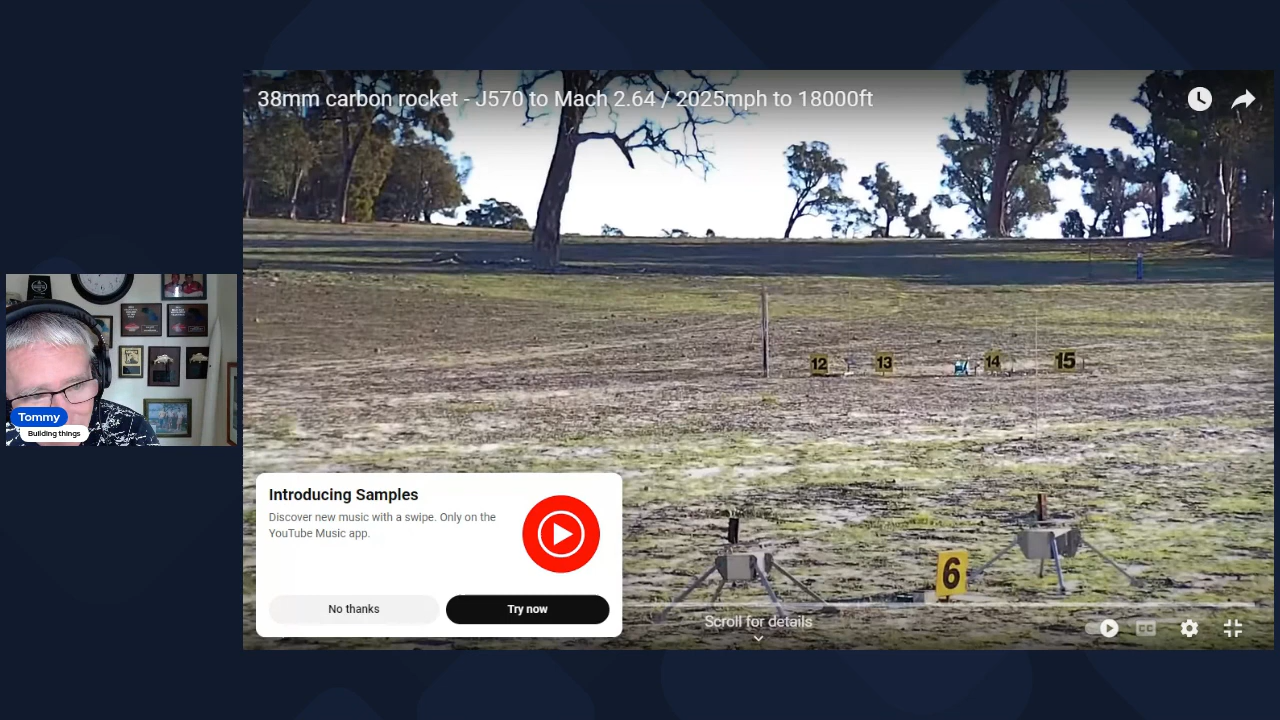 38mm carbon rocket - J570 to Mach 2.64 / 2025mph to 18000ft
12
13
14
15
Tommy
Building things
Introducing Samples
Discover new music with a swipe. Only on the
YouTube Music app.
No thanks
Try now
6
Scroll for details
CC